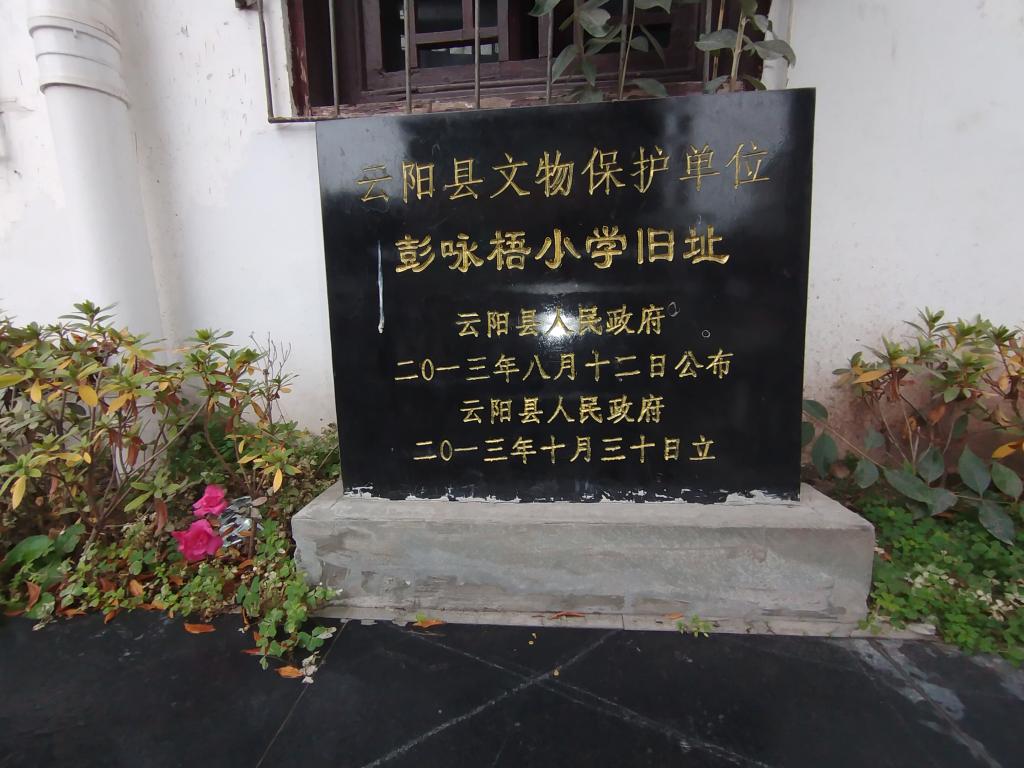 云阳县文物保护单位
彭咏梧小学旧址
云阳县人民政府
二〇一三年八月十二日公布
云阳县人民政府
二〇一三年十月三十日立